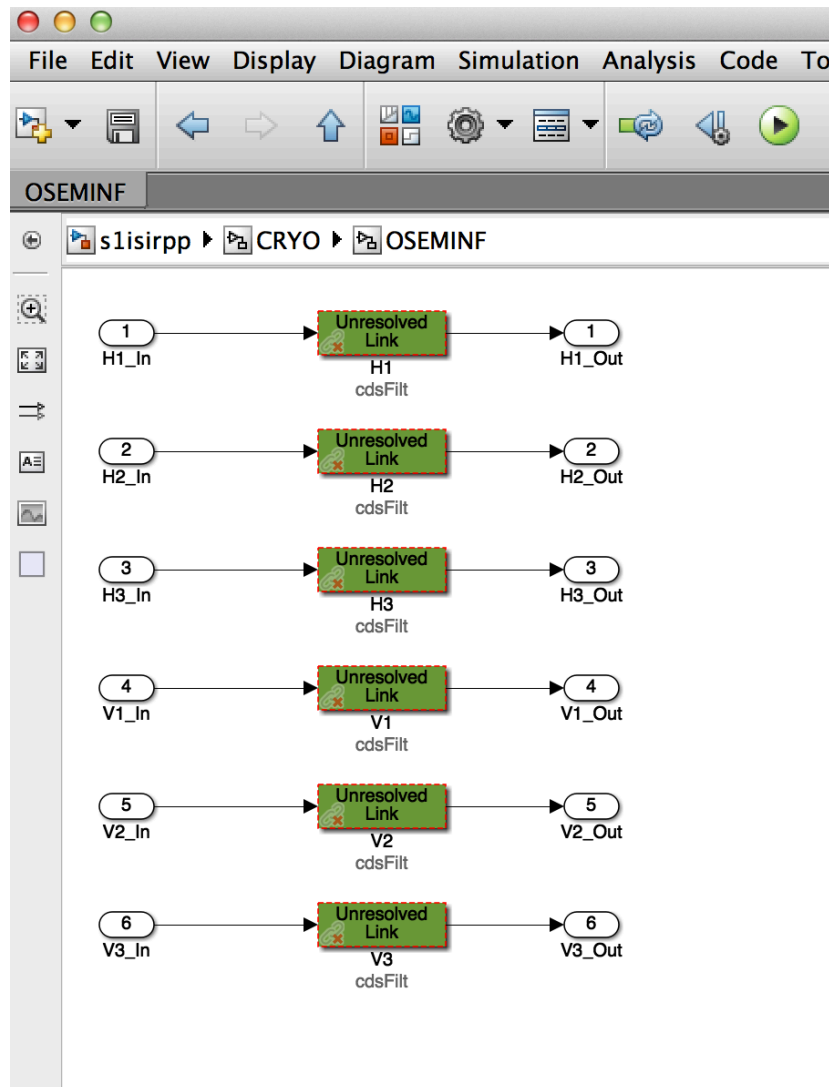 File Edit View Display Diagram Simulation Analysis Code To
OSEMINF
s1isirpp CRYO OSEMINF
1 Unresolved Link 1
H1_In H1 H1_Out
cdsFilt
2 Unresolved Link 2
H2_In H2 H2_Out
cdsFilt
3 Unresolved Link 3
H3_In H3 H3_Out
cdsFilt
4 Unresolved Link 4
V1_In V1 V1_Out
cdsFilt
5 Unresolved Link 5
V2_In V2 V2_Out
cdsFilt
6 Unresolved Link 6
V3_In V3 V3_Out
cdsFilt